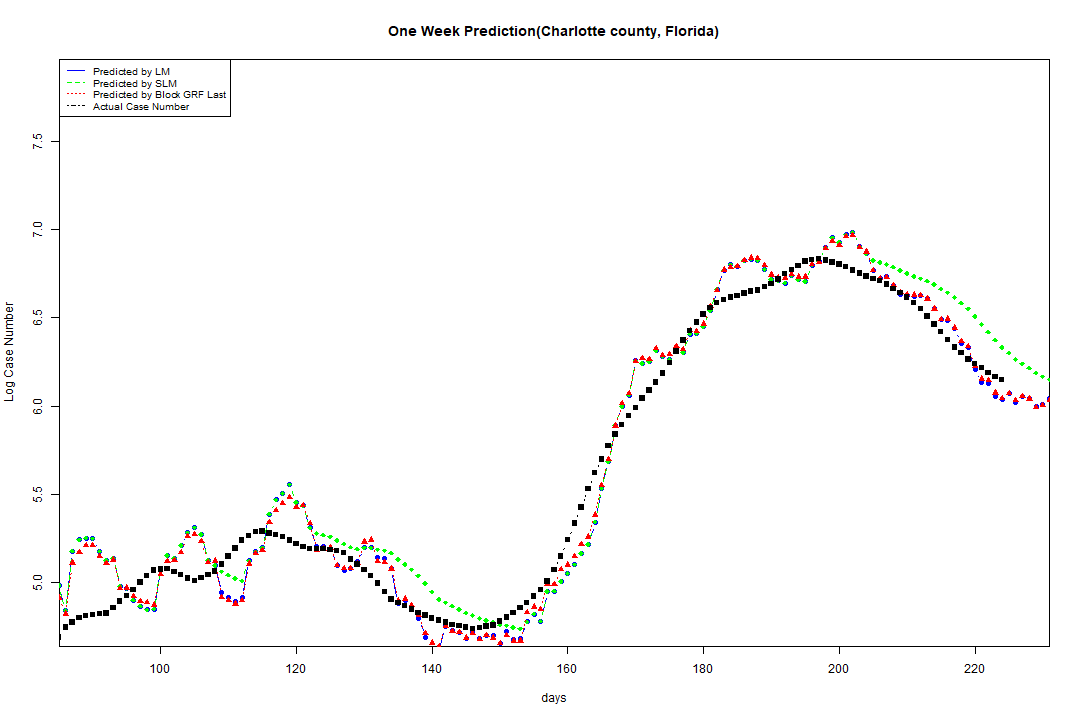 One Week Prediction(Charlotte county, Florida)
Predicted by LM
Predicted by SLM
Predicted by Block GRF Last
Actual Case Number
7.5
7.0
6.5
6.0
5.5
5.0
Log Case Number
100 120 140 160 180 200 220
days